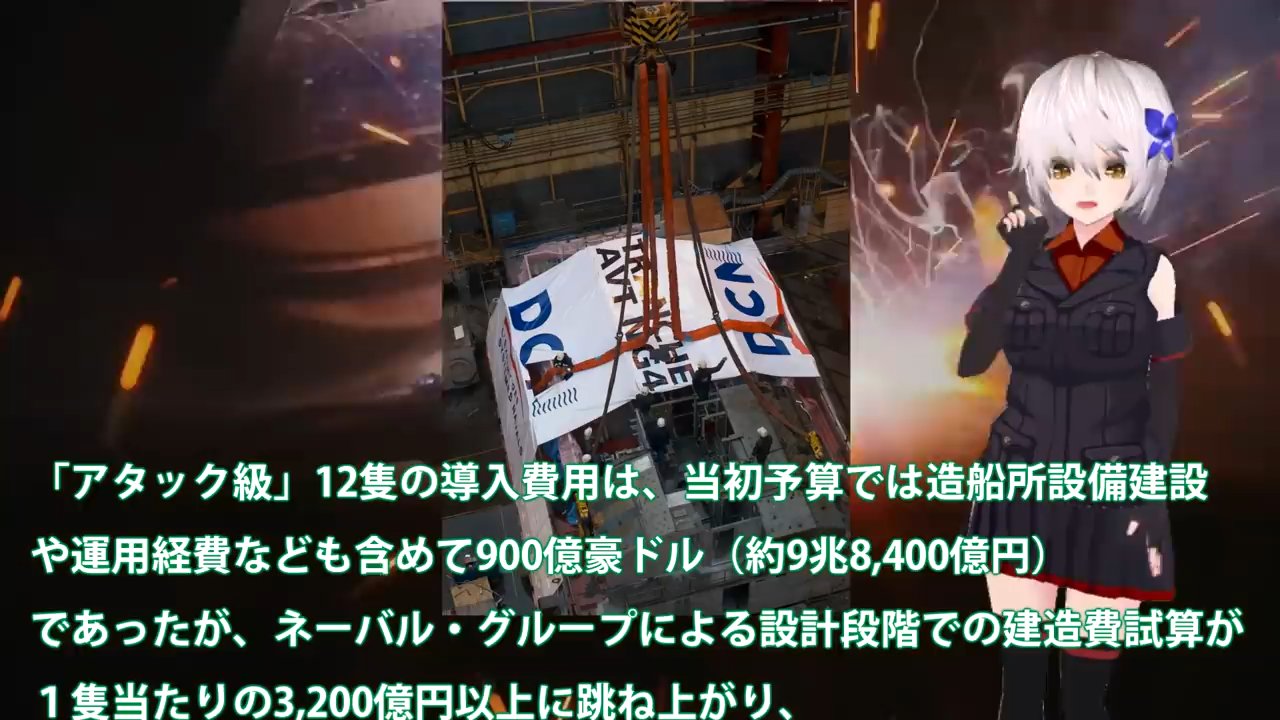 DCN
TRANCHE
AVT NG4
DCN
「アタック級」12隻の導入費用は、当初予算では造船所設備建設
や運用経費なども含めて900億豪ドル（約9兆8,400億円）
であったが、ネーバル・グループによる設計段階での建造費試算が
１隻当たりの3,200億円以上に跳ね上がり、